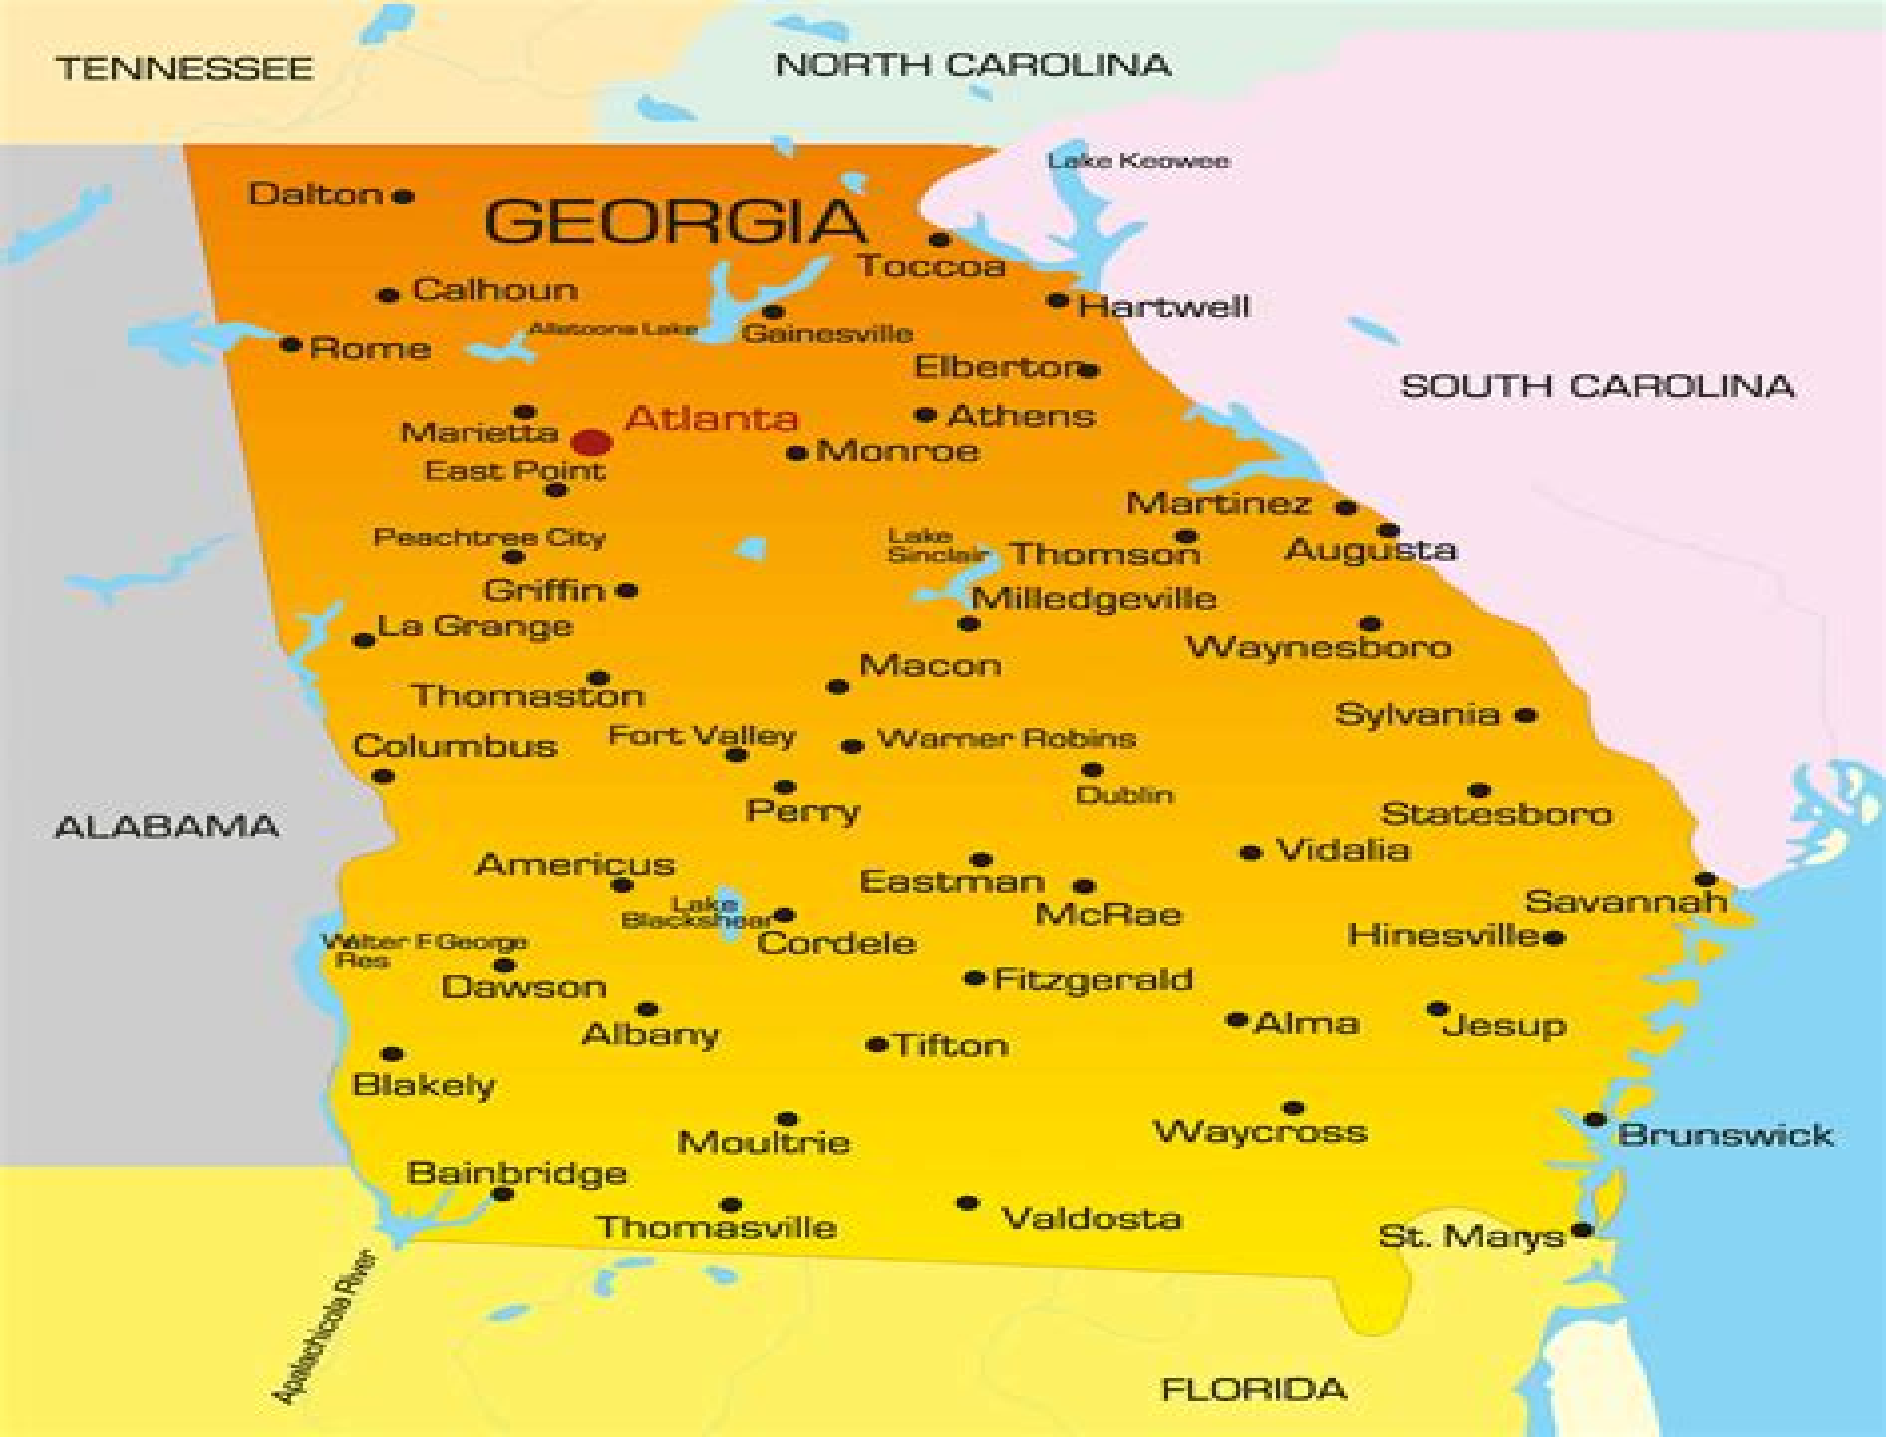 TENNESSEE
NORTH CAROLINA
Lake Keowee
Dalton
GEORGIA
Toccoa
Calhoun
Hartwell
Allatoona Lake
Gainesville
Rome
Elberton
SOUTH CAROLINA
Atlanta
Athens
Marietta
Monroe
East Point
Martinez
Peachtree City
Lake
Sinclair
Thomson
Augusta
Griffin
Milledgeville
La Grange
Waynesboro
Macon
Thomaston
Sylvania
Columbus
Fort Valley
Warner Robins
Dublin
Perry
Statesboro
ALABAMA
Vidalia
Americus
Eastman
Lake
Blackshear
McRae
Savannah
Hinesville
Cordele
Walter F George
Res
Dawson
Fitzgerald
Albany
Alma
Jesup
Tifton
Blakely
Waycross
Brunswick
Moultrie
Bainbridge
Thomasville
Valdosta
St. Marys
Apalachicola River
FLORIDA